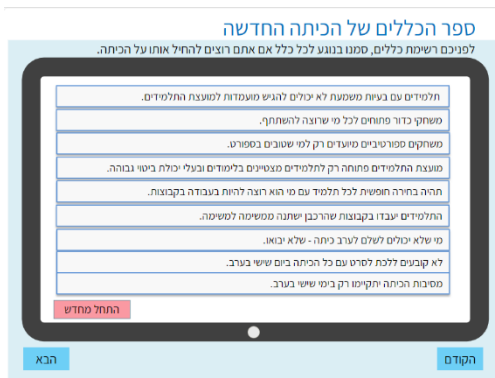 ספר הכללים של הכיתה החדשה
לפניכם רשימת כללים, סמנו בנוגע לכל כלל אם אתם רוצים להחיל אותו על הכיתה.
תלמידים עם בעיות משמעת לא יכולים להגיש מועמדות למועצת התלמידים.
משחקי כדור פתוחים לכל מי שרוצה להשתתף.
משחקים ספורטיביים מיועדים רק למי שטובים בספורט.
מועצת התלמידים פתוחה רק לתלמידים מצטיינים בלימודים ובעלי יכולת ביטוי גבוהה.
תהיה בחירה חופשית לכל תלמיד עם מי הוא רוצה להיות בעבודה בקבוצות.
התלמידים יעבדו בקבוצות שהרכבן ישתנה ממשימה למשימה.
מי שלא יכולים לשלם לערב כיתה - שלא יבואו.
לא קובעים ללכת לסרט עם כל הכיתה ביום שישי בערב.
מסיבות הכיתה יתקיימו רק בימי שישי בערב.
התחל מחדש
הקודם
הבא